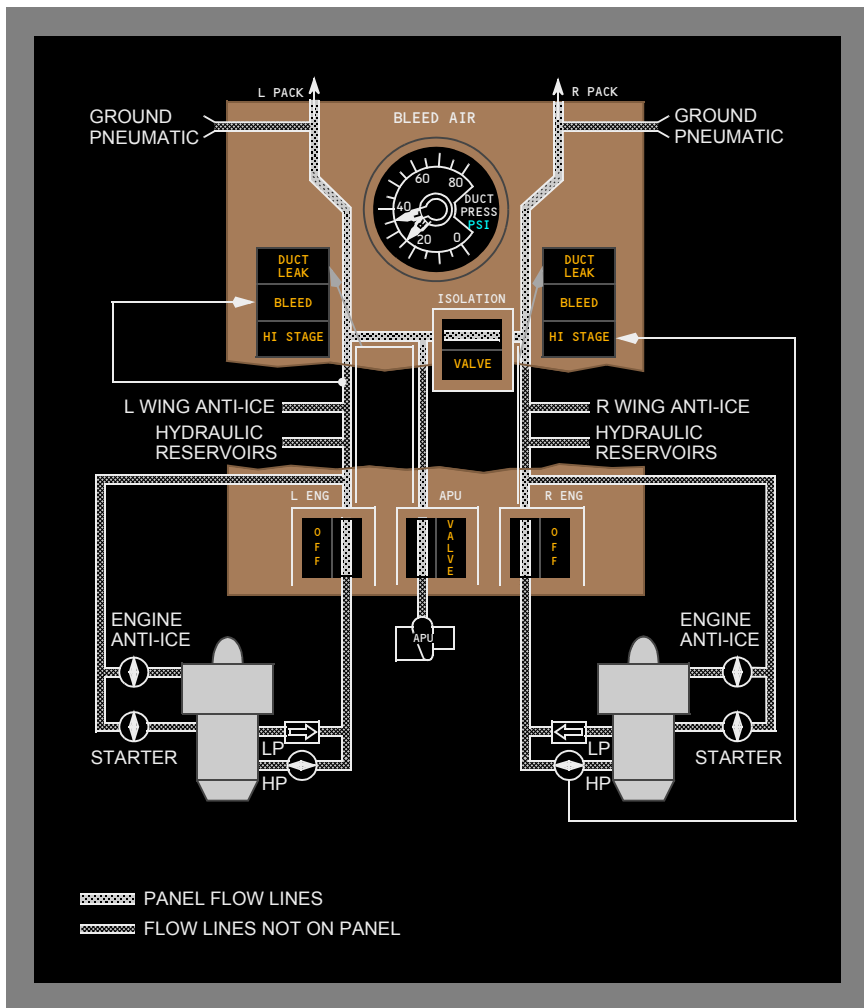 L PACK
R PACK
GROUND
PNEUMATIC
BLEED AIR
GROUND
PNEUMATIC
60
80
40
20
0
DUCT
PRESS
PSI
DUCT
LEAK
BLEED
HI STAGE
ISOLATION
VALVE
DUCT
LEAK
BLEED
HI STAGE
L WING ANTI-ICE
HYDRAULIC
RESERVOIRS
R WING ANTI-ICE
HYDRAULIC
RESERVOIRS
L ENG
APU
R ENG
OFF
VALVE
OFF
APU
ENGINE
ANTI-ICE
STARTER
LP
HP
ENGINE
ANTI-ICE
STARTER
LP
HP
PANEL FLOW LINES
FLOW LINES NOT ON PANEL